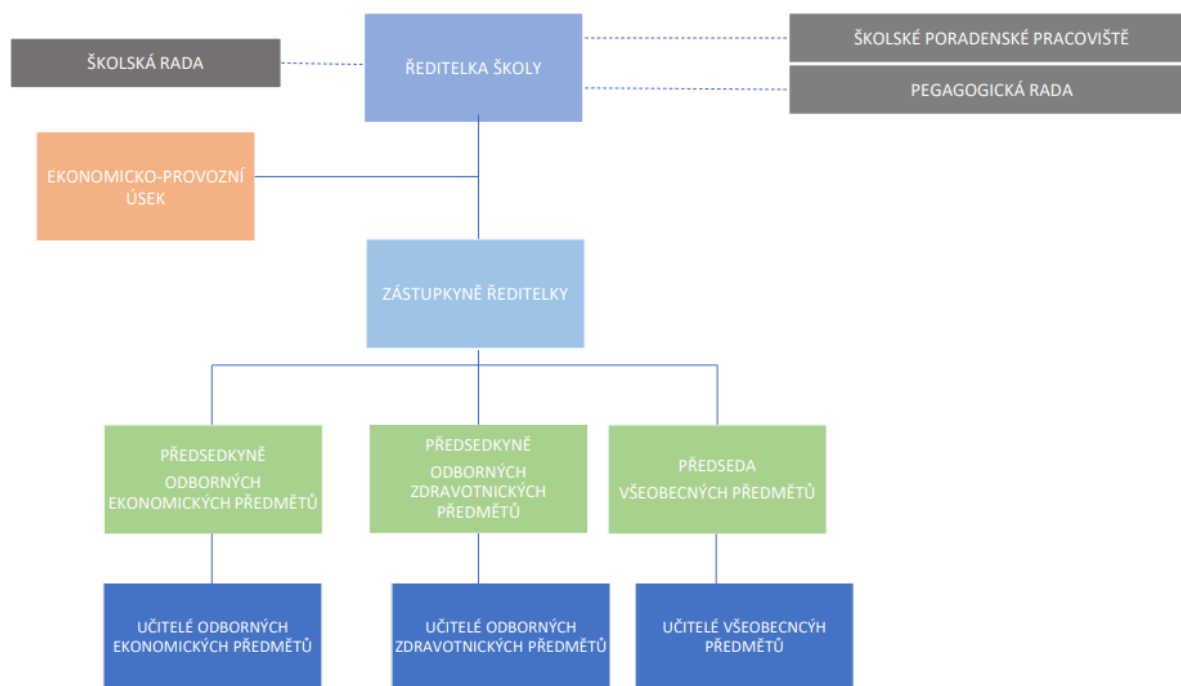 ŠKOLSKÁ RADA
ŘEDITELKA ŠKOLY
ŠKOLSKÉ PORADENSKÉ PRACOVIŠTĚ
PEGAGOGICKÁ RADA
EKONOMICKO-PROVOZNÍ
ÚSEK
ZÁSTUPKYNĚ ŘEDITELKY
PŘEDSEDKYNĚ
ODBORNÝCH
EKONOMICKÝCH PŘEDMĚTŮ
PŘEDSEDKYNĚ
ODBORNÝCH
ZDRAVOTNICKÝCH
PŘEDMĚTŮ
PŘEDSEDA
VŠEOBECNÝCH PŘEDMĚTŮ
UČITELÉ ODBORNÝCH
EKONOMICKÝCH PŘEDMĚTŮ
UČITELÉ ODBORNÝCH
ZDRAVOTNICKÝCH PŘEDMĚTŮ
UČITELÉ VŠEOBECNCÝH
PŘEDMĚTŮ